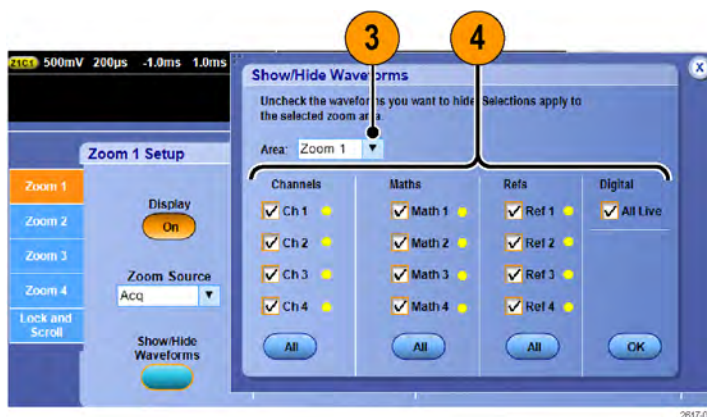 3 4
Z1C1 500mV 200µs -1.0ms 1.0ms
Show/Hide Waveforms
X
Uncheck the waveforms you want to hide. Selections apply to
the selected zoom area.
Area: Zoom 1
Zoom 1 Setup
Channels Maths Refs Digital
Zoom 1
Display
Ch 1 Math 1 Ref 1 All Live
On
Zoom 2
Ch 2 Math 2 Ref 2
Zoom 3
Zoom Source
Ch 3 Math 3 Ref 3
Zoom 4
Acq
Ch 4 Math 4 Ref 4
Lock and
Scroll
Show/Hide
Waveforms
All All All OK